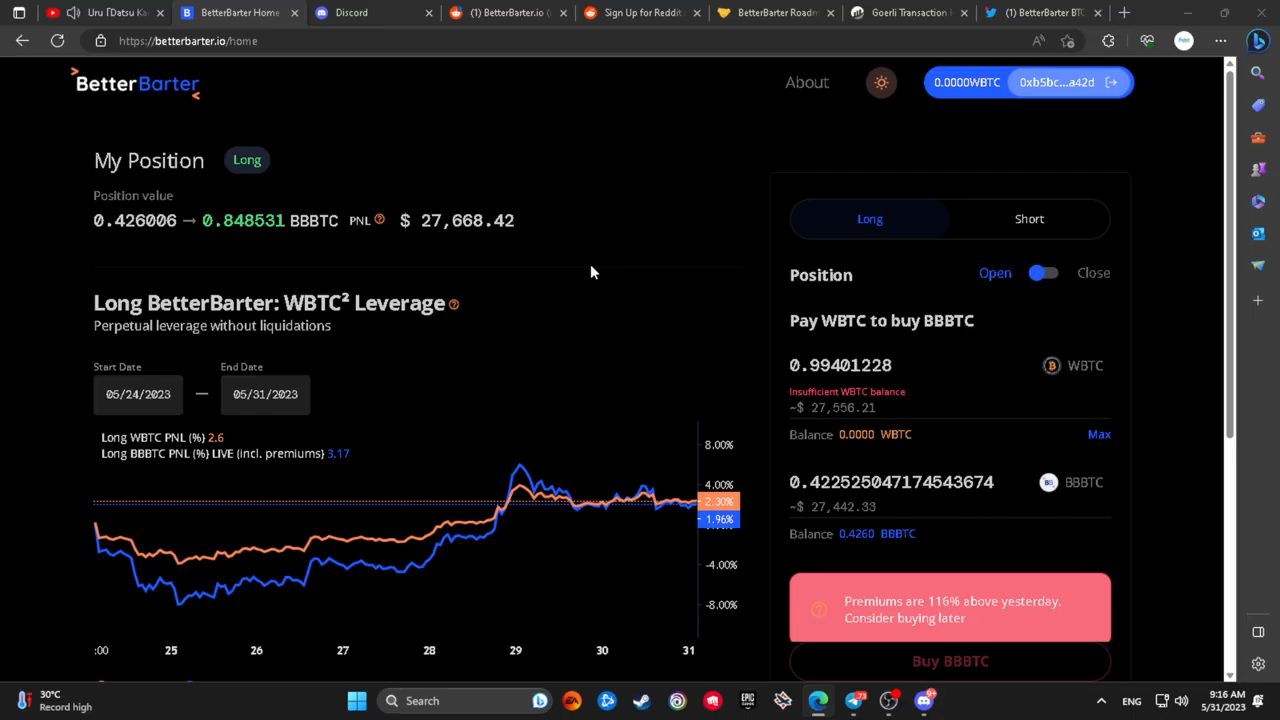 Uru 「Datsu Ka
BetterBarter Home
Discord
(1) BetterBarter.io (
Sign Up for Reddit
BetterBarter Roadm
Goerli Transaction H
(1) BetterBarter BTC
https://betterbarter.io/home
BetterBarter
About
0.0000WBTC 0xb5bc...a42d
My Position Long
Position value
0.426006 → 0.848531 BBBTC PNL $ 27,668.42
Long BetterBarter: WBTC² Leverage
Perpetual leverage without liquidations
Start Date End Date
05/24/2023 — 05/31/2023
Long WBTC PNL (%) 2.6
Long BBBTC PNL (%) LIVE (incl. premiums) 3.17
8.00%
4.00%
2.30%
1.96%
-4.00%
-8.00%
:00 25 26 27 28 29 30 31
Long Short
Position Open Close
Pay WBTC to buy BBBTC
0.99401228 WBTC
Insufficient WBTC balance
~$ 27,556.21
Balance 0.0000 WBTC Max
0.422525047174543674 BBBTC
~$ 27,442.33
Balance 0.4260 BBBTC
Premiums are 116% above yesterday.
Consider buying later
Buy BBBTC
30°C
Record high
Search
EPIC GAMES
73
9+
ENG
9:16 AM
5/31/2023